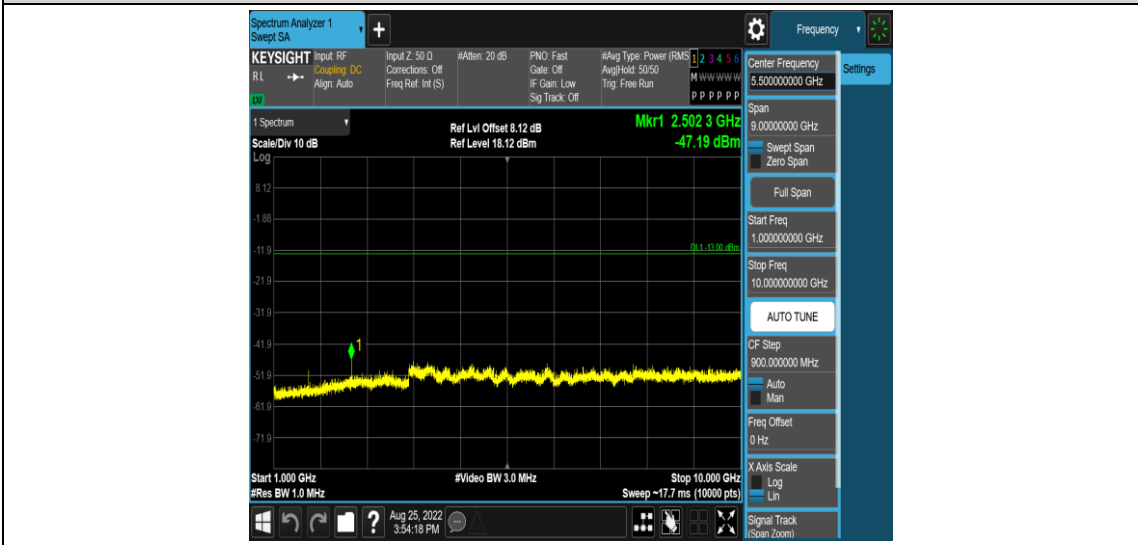 Spectrum Analyzer 1
Swept SA
+
Frequency
KEYSIGHT
Input: RF
Coupling: DC
Align: Auto
Input Z: 50 Ω
Corrections: Off
Freq Ref: Int (S)
#Atten: 20 dB
PNO: Fast
Gate: Off
IF Gain: Low
Sig Track: Off
#Avg Type: Power (RMS
Avg|Hold: 50/50
Trig: Free Run
1 2 3 4 5 6
M W W W W W
P P P P P P
R L
LXI
Center Frequency
5.500000000 GHz
Settings
Span
9.00000000 GHz
Swept Span
Zero Span
Full Span
Start Freq
1.000000000 GHz
Stop Freq
10.000000000 GHz
AUTO TUNE
CF Step
900.000000 MHz
Auto
Man
Freq Offset
0 Hz
X Axis Scale
Log
Lin
Signal Track
(Span Zoom)
1 Spectrum
Scale/Div 10 dB
Log
Ref Lvl Offset 8.12 dB
Ref Level 18.12 dBm
Mkr1 2.502 3 GHz
-47.19 dBm
8.12
-1.88
-11.9
DL1 -13.00 dBm
-21.9
-31.9
-41.9
1
-51.9
-61.9
-71.9
Start 1.000 GHz
#Video BW 3.0 MHz
Stop 10.000 GHz
#Res BW 1.0 MHz
Sweep ~17.7 ms (10000 pts)
?
Aug 25, 2022
3:54:18 PM